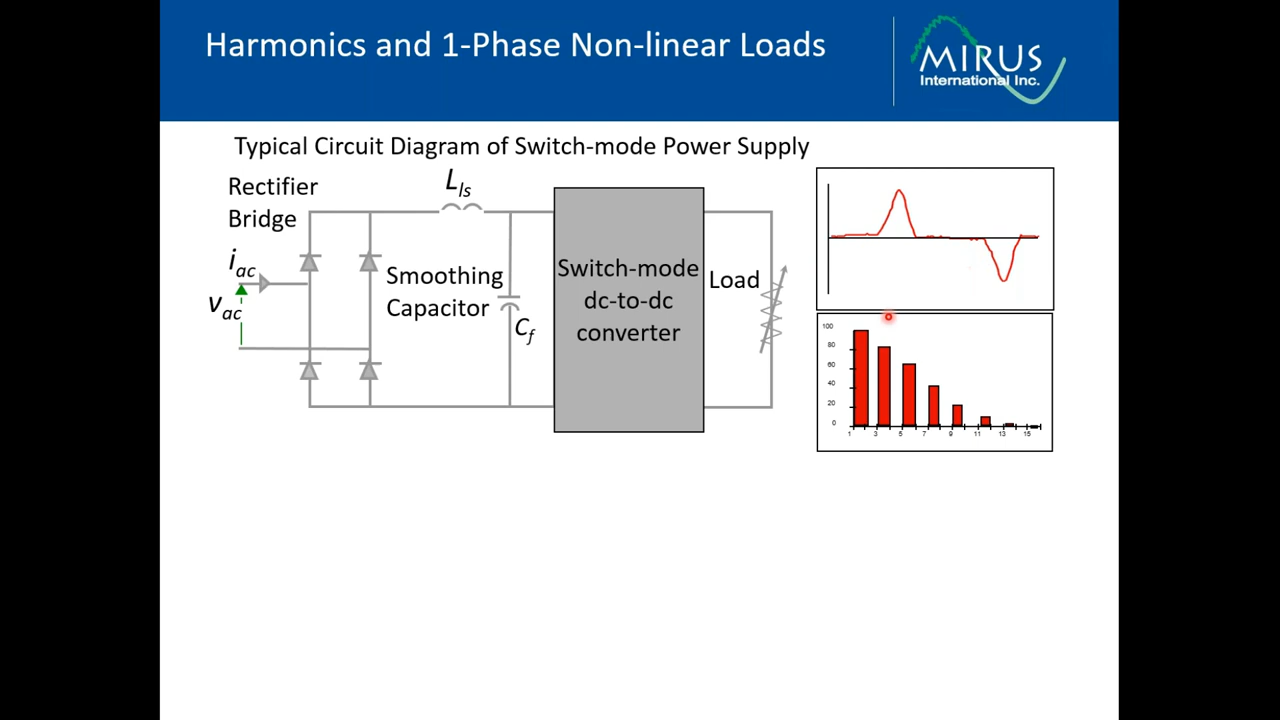 Harmonics and 1-Phase Non-linear Loads
MIRUS
International Inc.
Typical Circuit Diagram of Switch-mode Power Supply
Rectifier
Bridge
Lls
iac
vac
Smoothing
Capacitor
Cf
Switch-mode
dc-to-dc
converter
Load
100
80
60
40
20
0
1 3 5 7 9 11 13 15